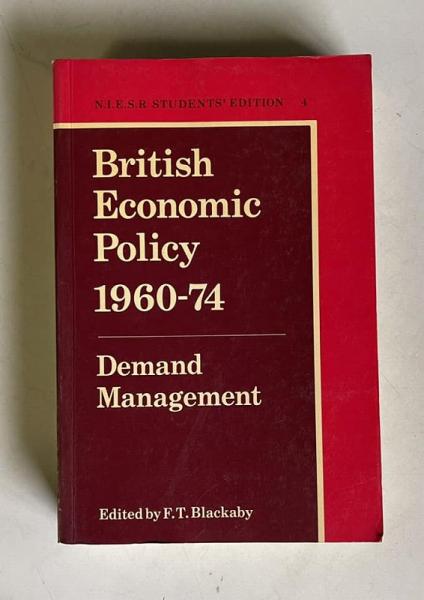 N.I.E.S.R STUDENTS' EDITION 4
British
Economic
Policy
1960-74
Demand
Management
Edited by F.T. Blackaby